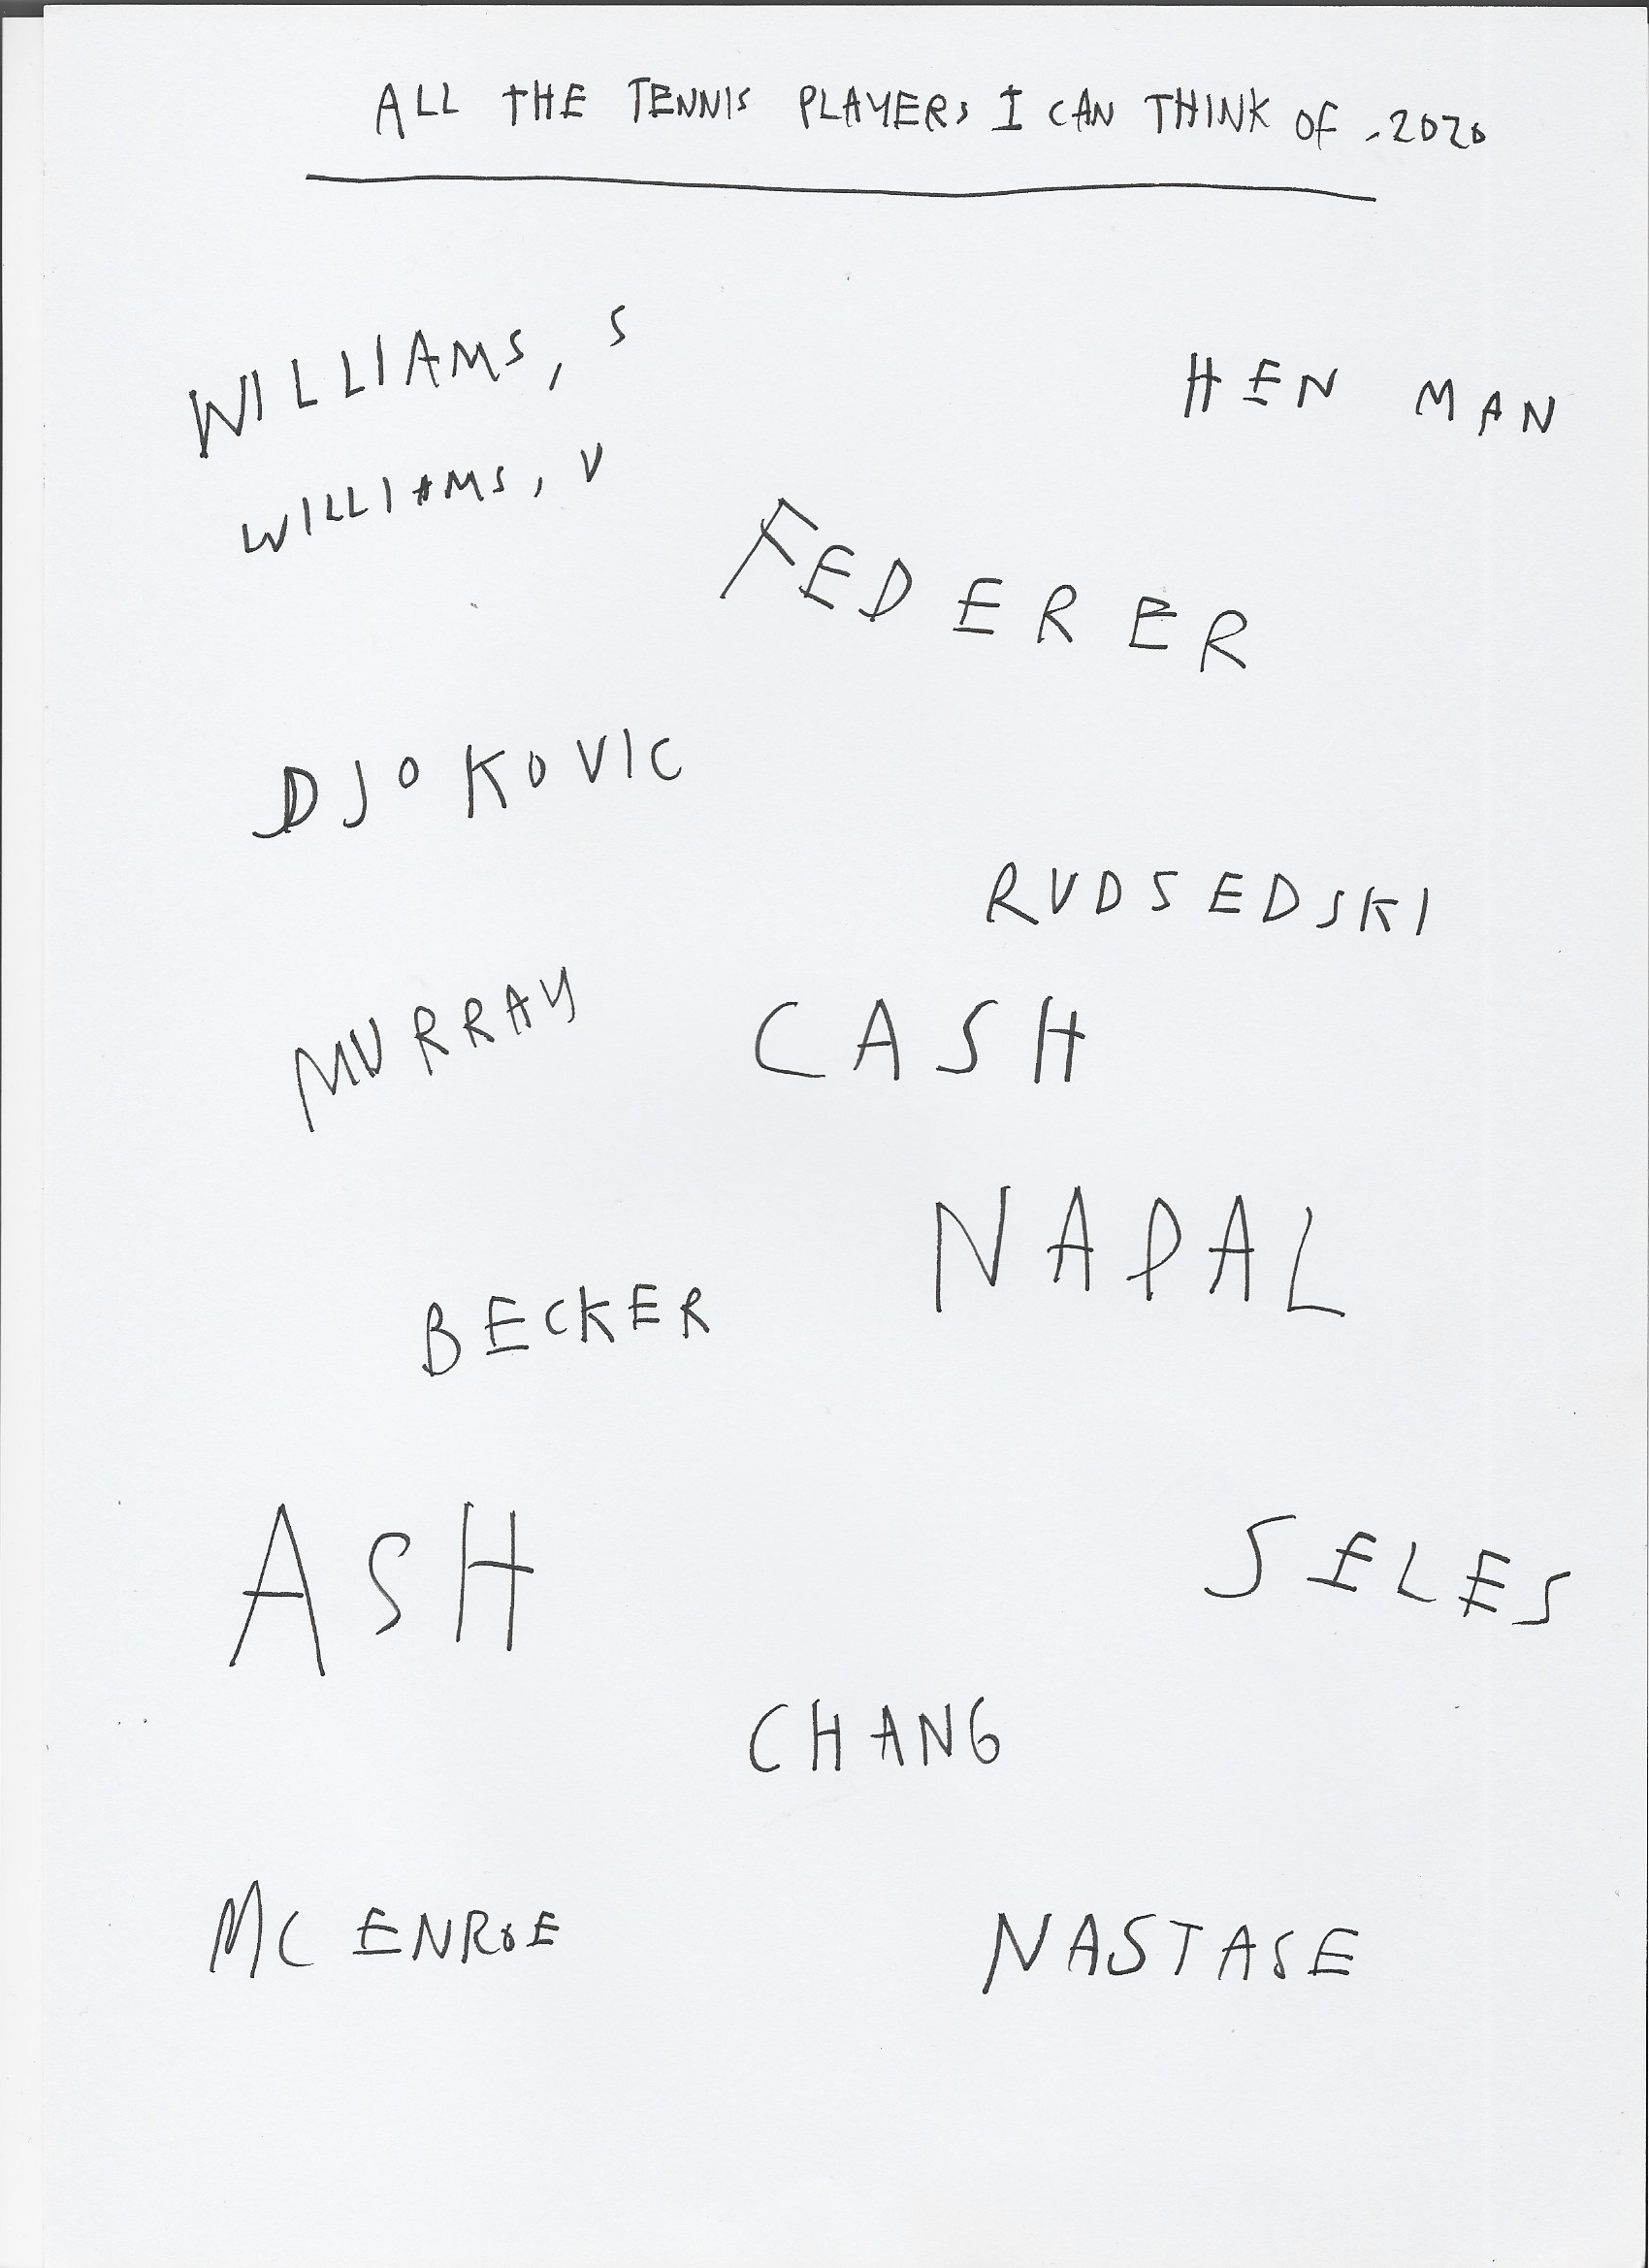 ALL THE TENNIS PLAYERS I CAN THINK OF - 2020
WILLIAMS, S
HEN MAN
WILLIAMS, V
FEDERER
DJOKOVIC
RUDSEDSKI
MURRAY
CASH
NADAL
BECKER
ASH
SELES
CHANG
MC ENROE
NASTASE